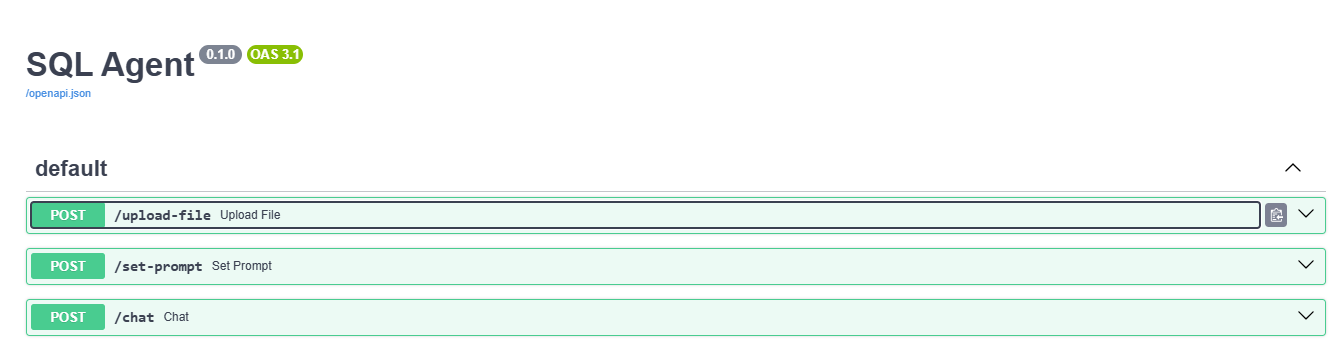 SQL Agent 0.1.0 OAS 3.1
/openapi.json
default
POST /upload-file Upload File
POST /set-prompt Set Prompt
POST /chat Chat